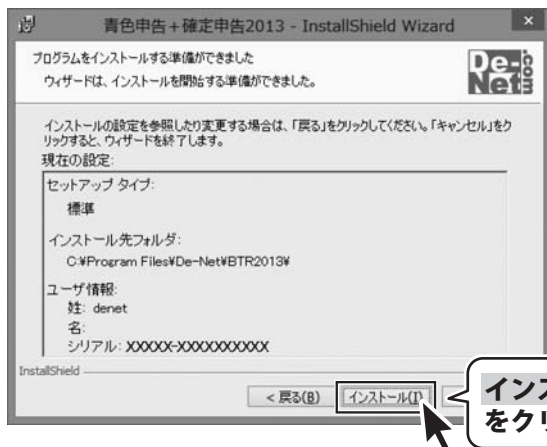 青色申告+確定申告2013 - InstallShield Wizard
×
プログラムをインストールする準備ができました
ウィザードは、インストールを開始する準備ができました。
De-Net.com
インストールの設定を参照したり変更する場合は、「戻る」をクリックしてください。「キャンセル」をク
リックすると、ウィザードを終了します。
現在の設定:
セットアップ タイプ:
標準
インストール先フォルダ:
C:¥Program Files¥De-Net¥BTR2013¥
ユーザ情報:
姓: denet
名:
シリアル: XXXXX-XXXXXXXXXX
InstallShield
< 戻る(B)
インストール(I)
インス
をクリ